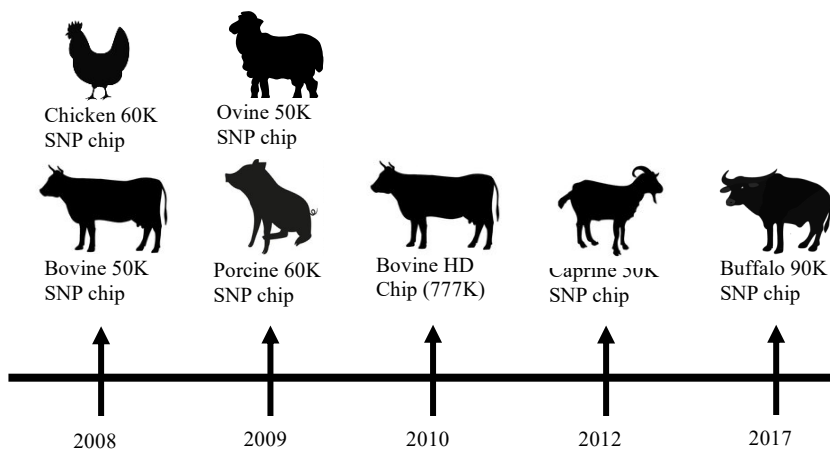 Chicken 60K
SNP chip
Ovine 50K
SNP chip
Bovine 50K
SNP chip
Porcine 60K
SNP chip
Bovine HD
Chip (777K)
Caprine 50K
SNP chip
Buffalo 90K
SNP chip
2008
2009
2010
2012
2017